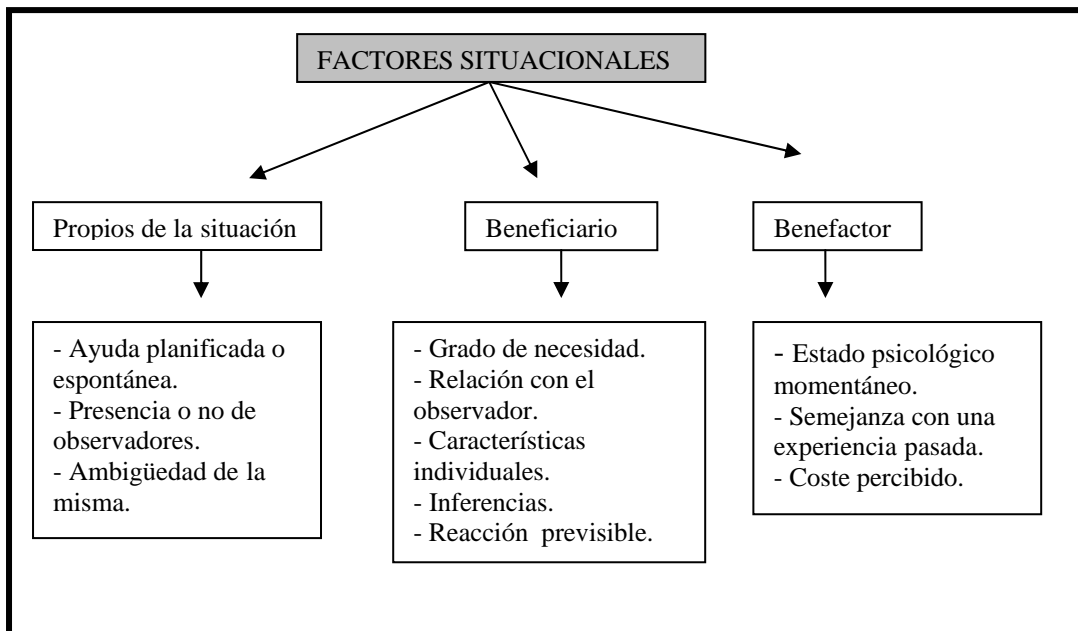 FACTORES SITUACIONALES
Propios de la situación
Beneficiario
Benefactor
- Ayuda planificada o
espontánea.
- Presencia o no de
observadores.
- Ambigüedad de la
misma.
- Grado de necesidad.
- Relación con el
observador.
- Características
individuales.
- Inferencias.
- Reacción  previsible.
- Estado psicológico
momentáneo.
- Semejanza con una
experiencia pasada.
- Coste percibido.